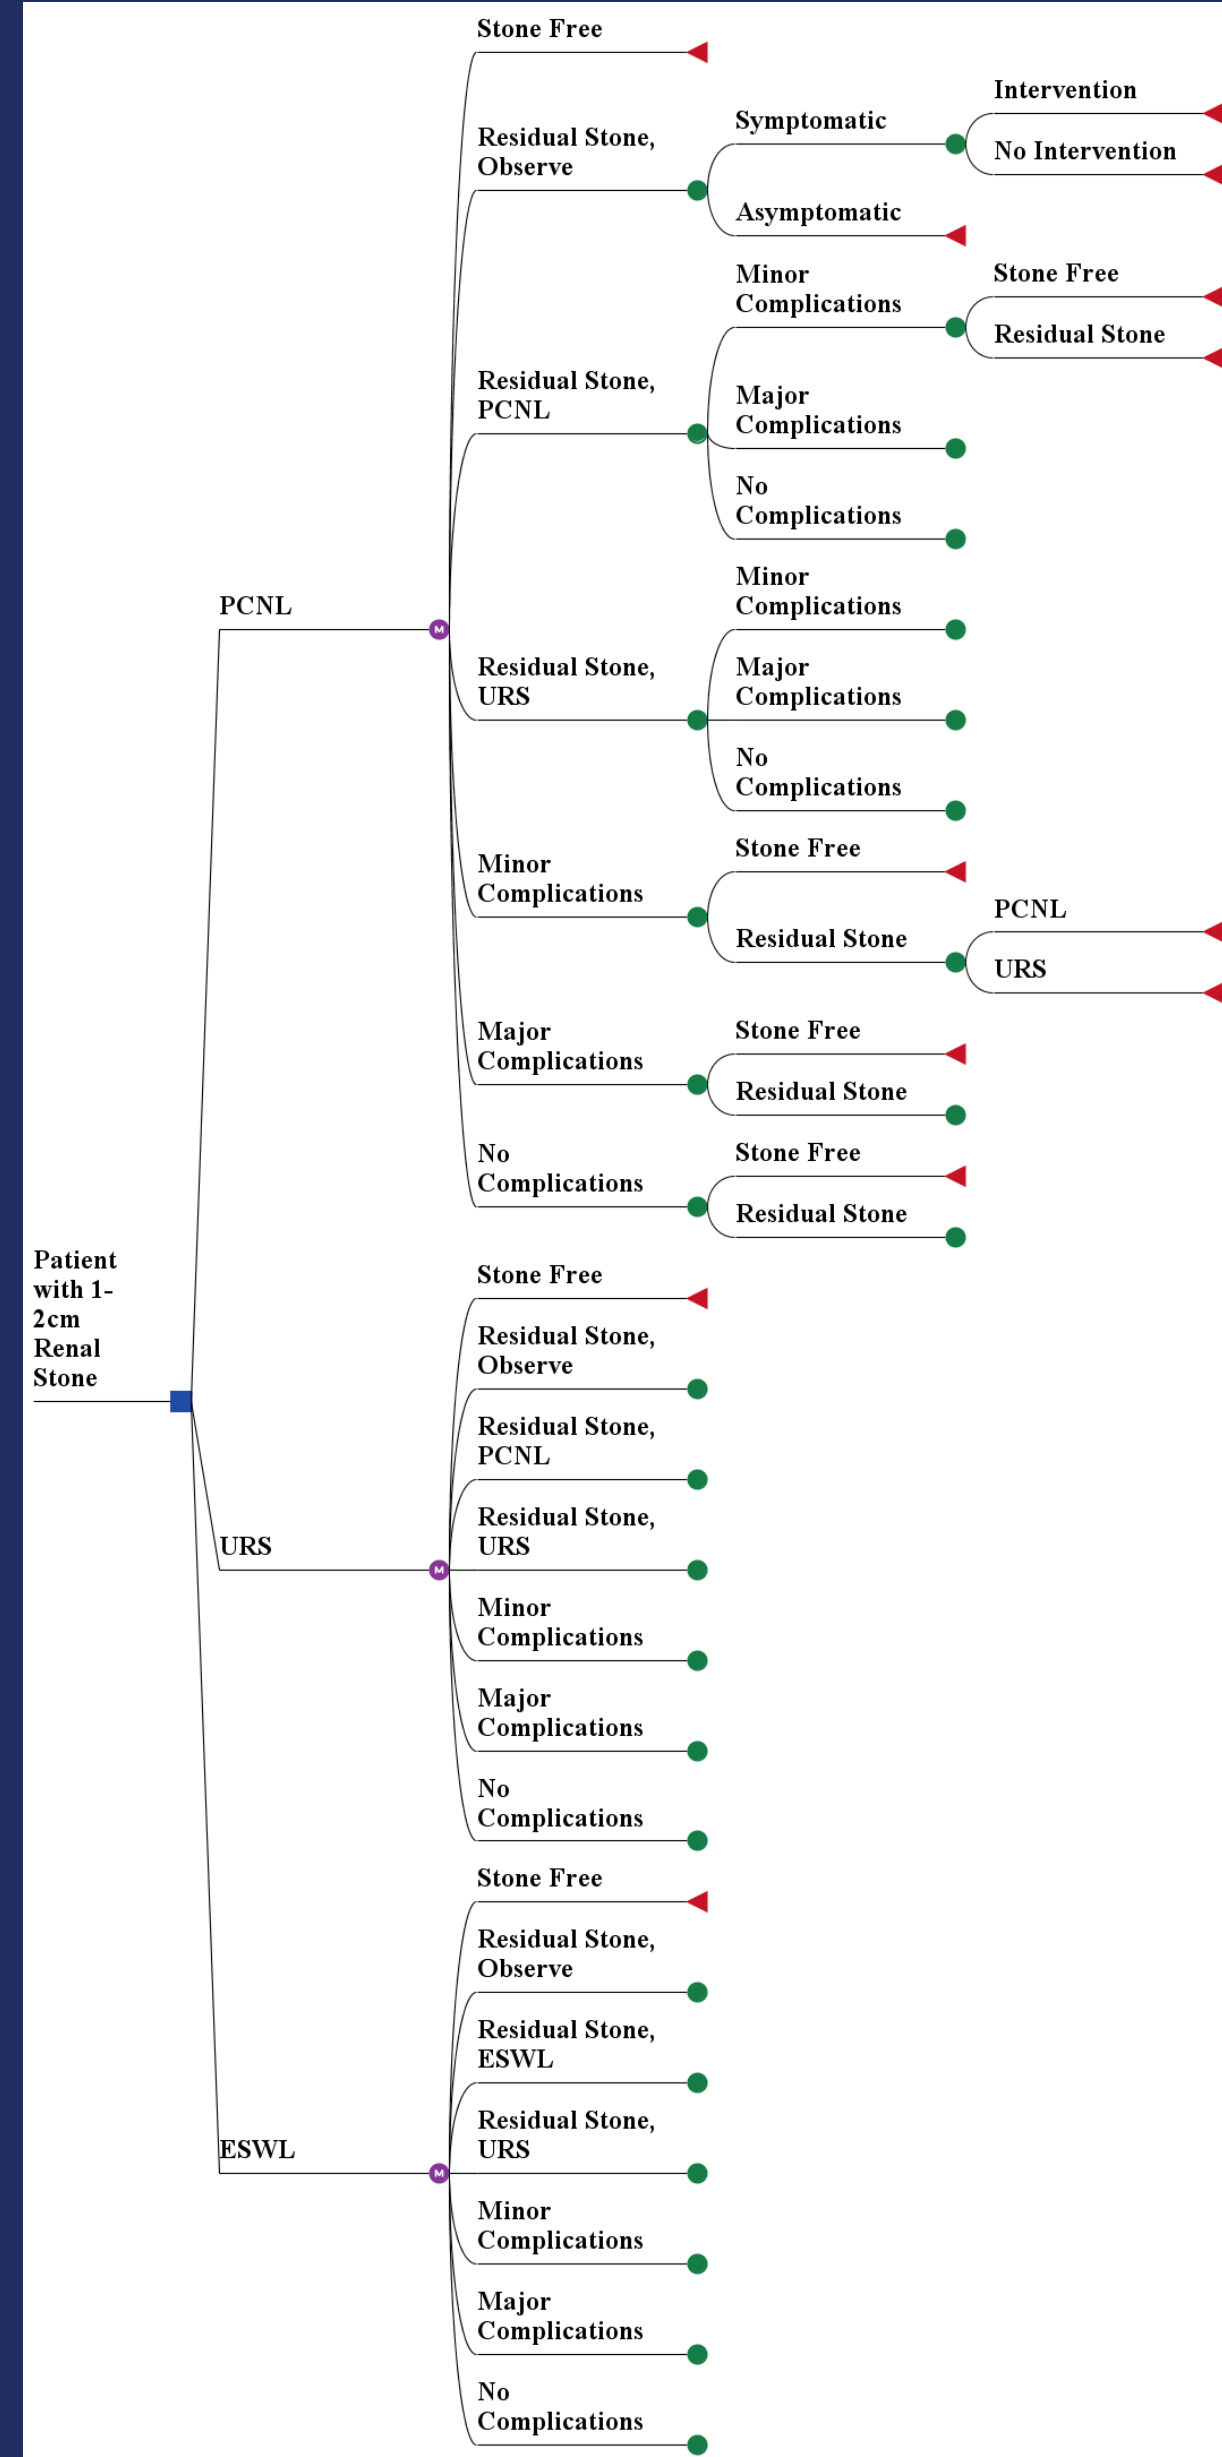 Stone Free
Intervention
Symptomatic
Residual Stone,
Observe
No Intervention
Asymptomatic
Minor
Complications
Stone Free
Residual Stone
Residual Stone,
PCNL
Major
Complications
No
Complications
PCNL
M
Minor
Complications
Residual Stone,
URS
Major
Complications
No
Complications
Minor
Complications
Stone Free
Residual Stone
PCNL
URS
Major
Complications
Stone Free
Residual Stone
No
Complications
Stone Free
Residual Stone
Patient
with 1-
2cm
Renal
Stone
Stone Free
Residual Stone,
Observe
Residual Stone,
PCNL
Residual Stone,
URS
URS
M
Minor
Complications
Major
Complications
No
Complications
Stone Free
Residual Stone,
Observe
Residual Stone,
ESWL
Residual Stone,
URS
ESWL
M
Minor
Complications
Major
Complications
No
Complications